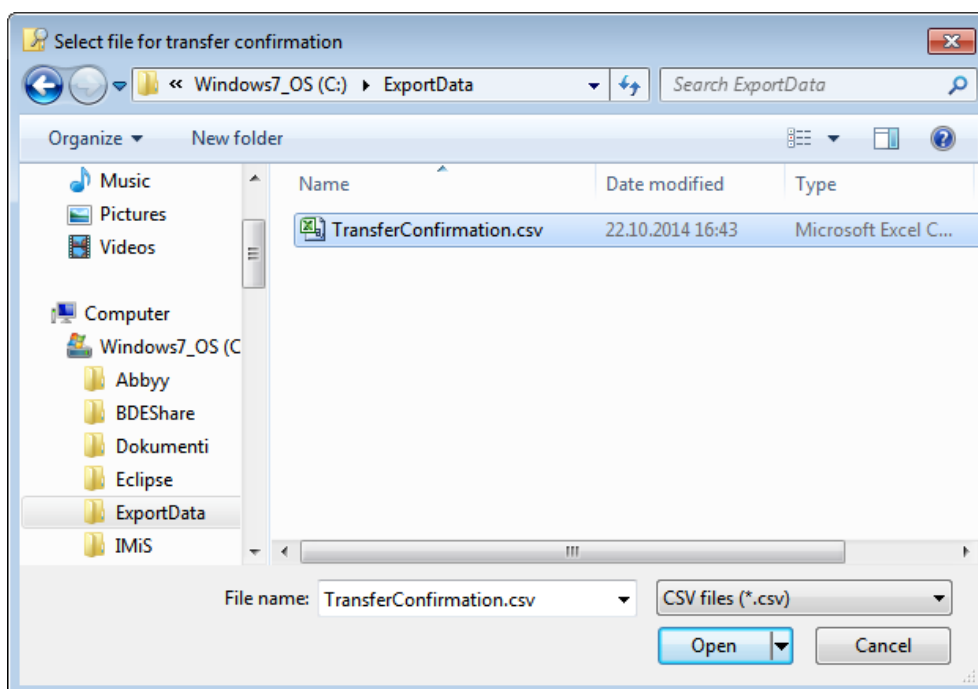 Select file for transfer confirmation
« Windows7_OS (C:) ExportData
Search ExportData
Organize New folder
Music
Pictures
Videos
Computer
Windows7_OS (C
Abbyy
BDEShare
Dokumenti
Eclipse
ExportData
IMiS
Name Date modified Type
TransferConfirmation.csv 22.10.2014 16:43 Microsoft Excel C...
File name: TransferConfirmation.csv CSV files (*.csv)
Open Cancel